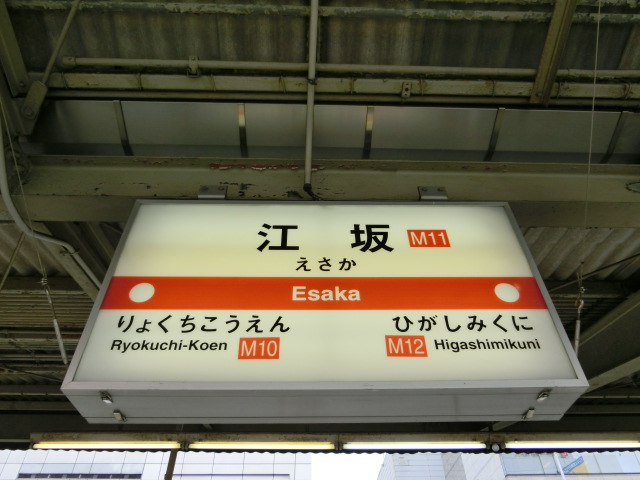 江坂 M11
えさか
Esaka
りょくちこうえん
Ryokuchi-Koen M10
ひがしみくに
M12 Higashimikuni